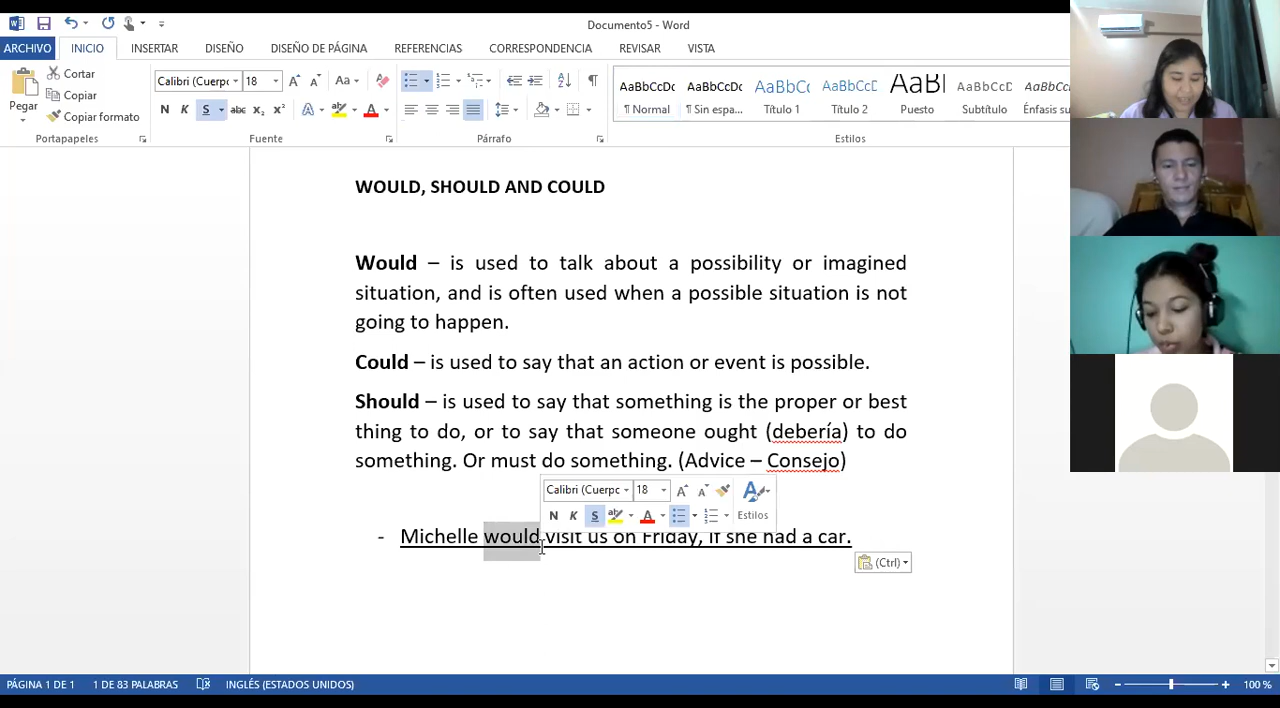 Documento5 - Word
ARCHIVO INICIO INSERTAR DISEÑO DISEÑO DE PÁGINA REFERENCIAS CORRESPONDENCIA REVISAR VISTA
Pegar
Cortar
Copiar
Copiar formato
Portapapeles
Calibri (Cuerpo 18
N K S abc x₂ x²
Aa
A
Fuente
Párrafo
AaBbCcDc AaBbCcDc AaBbCc AaBbCcC AaBl AaBbCcD AaBbCcDc
¶ Normal ¶ Sin espa... Título 1 Título 2 Puesto Subtítulo Énfasis su
Estilos
WOULD, SHOULD AND COULD
Would – is used to talk about a possibility or imagined
situation, and is often used when a possible situation is not
going to happen.
Could – is used to say that an action or event is possible.
Should – is used to say that something is the proper or best
thing to do, or to say that someone ought (debería) to do
something. Or must do something. (Advice – Consejo)
Calibri (Cuerpo 18
N K S
Estilos
- Michelle would visit us on Friday, if she had a car.
(Ctrl)
PÁGINA 1 DE 1 1 DE 83 PALABRAS INGLÉS (ESTADOS UNIDOS) 100 %